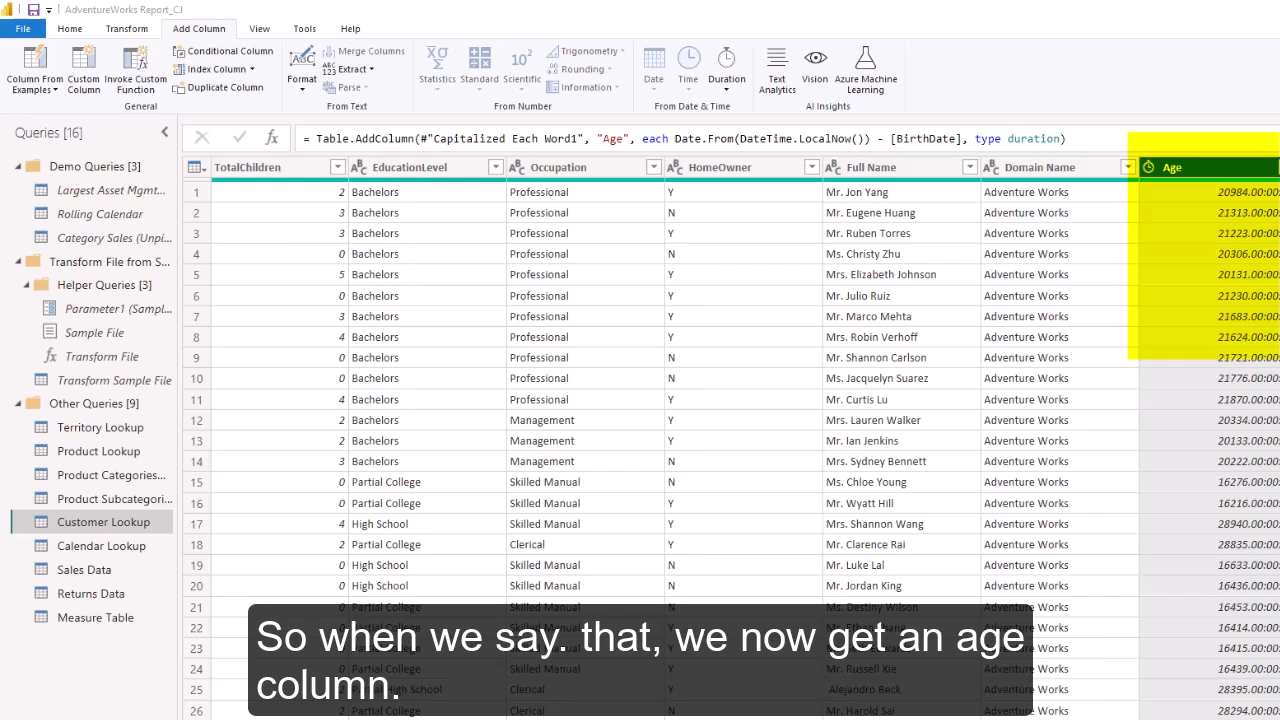 AdventureWorks Report_CJ
File Home Transform Add Column View Tools Help
Column From Examples
Custom Column
Invoke Custom Function
Conditional Column
Index Column
Duplicate Column
General
Format
Merge Columns
Extract
Parse
From Text
Statistics
Standard
Scientific
Trigonometry
Rounding
Information
From Number
Date
Time
Duration
From Date & Time
Text Analytics
Vision
Azure Machine Learning
AI Insights
Queries [16]
Demo Queries [3]
Largest Asset Mgmt...
Rolling Calendar
Category Sales (Unpi...
Transform File from S...
Helper Queries [3]
Parameter1 (Sampl...
Sample File
Transform File
Transform Sample File
Other Queries [9]
Territory Lookup
Product Lookup
Product Categories...
Product Subcategori...
Customer Lookup
Calendar Lookup
Sales Data
Returns Data
Measure Table
= Table.AddColumn(#"Capitalized Each Word1", "Age", each Date.From(DateTime.LocalNow()) - [BirthDate], type duration)
TotalChildren EducationLevel Occupation HomeOwner Full Name Domain Name Age
1 2 Bachelors Professional Y Mr. Jon Yang Adventure Works 20984.00:00:
2 3 Bachelors Professional N Mr. Eugene Huang Adventure Works 21313.00:00:
3 3 Bachelors Professional Y Mr. Ruben Torres Adventure Works 21223.00:00:
4 0 Bachelors Professional N Ms. Christy Zhu Adventure Works 20306.00:00:
5 5 Bachelors Professional Y Mrs. Elizabeth Johnson Adventure Works 20131.00:00:
6 0 Bachelors Professional Y Mr. Julio Ruiz Adventure Works 21230.00:00:
7 3 Bachelors Professional Y Mr. Marco Mehta Adventure Works 21683.00:00:
8 4 Bachelors Professional Y Mrs. Robin Verhoff Adventure Works 21624.00:00:
9 0 Bachelors Professional N Mr. Shannon Carlson Adventure Works 21721.00:00:
10 0 Bachelors Professional N Ms. Jacquelyn Suarez Adventure Works 21776.00:00:
11 4 Bachelors Professional Y Mr. Curtis Lu Adventure Works 21870.00:00:
12 2 Bachelors Management Y Mrs. Lauren Walker Adventure Works 20334.00:00:
13 2 Bachelors Management Y Mr. Ian Jenkins Adventure Works 20133.00:00:
14 3 Bachelors Management N Mrs. Sydney Bennett Adventure Works 20222.00:00:
15 0 Partial College Skilled Manual N Ms. Chloe Young Adventure Works 16276.00:00:
16 0 Partial College Skilled Manual Y Mr. Wyatt Hill Adventure Works 16216.00:00:
17 4 High School Skilled Manual Y Mrs. Shannon Wang Adventure Works 28940.00:00:
18 2 Partial College Clerical Y Mr. Clarence Rai Adventure Works 28835.00:00:
19 0 High School Skilled Manual N Mr. Luke Lal Adventure Works 16633.00:00:
20 0 High School Skilled Manual N Mr. Jordan King Adventure Works 16436.00:00:
21 0 Partial College Skilled Manual N Ms. Destiny Wilson Adventure Works 16453.00:00:
22 Adventure Works 16414.00:00:
23 Adventure Works 16415.00:00:
24 N Mr. Russell Xie Adventure Works 16439.00:00:
25 Partial High School Clerical Y Alejandro Beck Adventure Works 28395.00:00:
26 2 Partial College Clerical Y Mr. Harold Sai Adventure Works 28294.00:00:
So when we say. that, we now get an age
column.